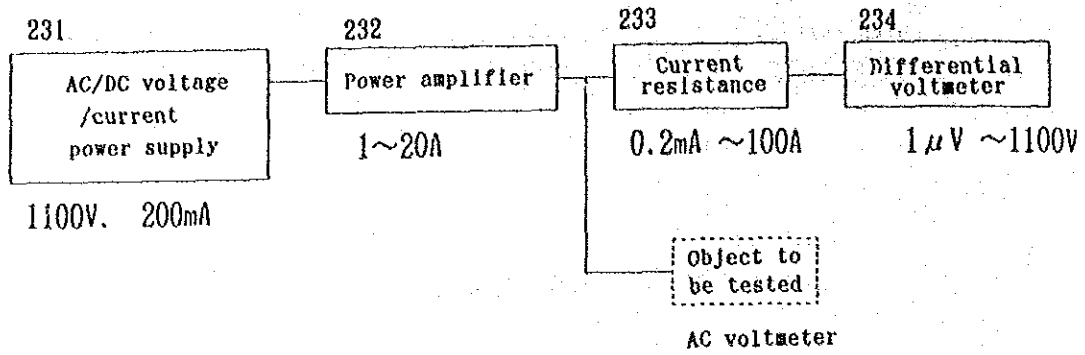 231
AC/DC voltage
/current
power supply
1100V. 200mA
232
Power amplifier
1~20A
233
Current
resistance
0.2mA ~100A
234
Differential
voltmeter
1μV ~1100V
Object to
be tested
AC voltmeter